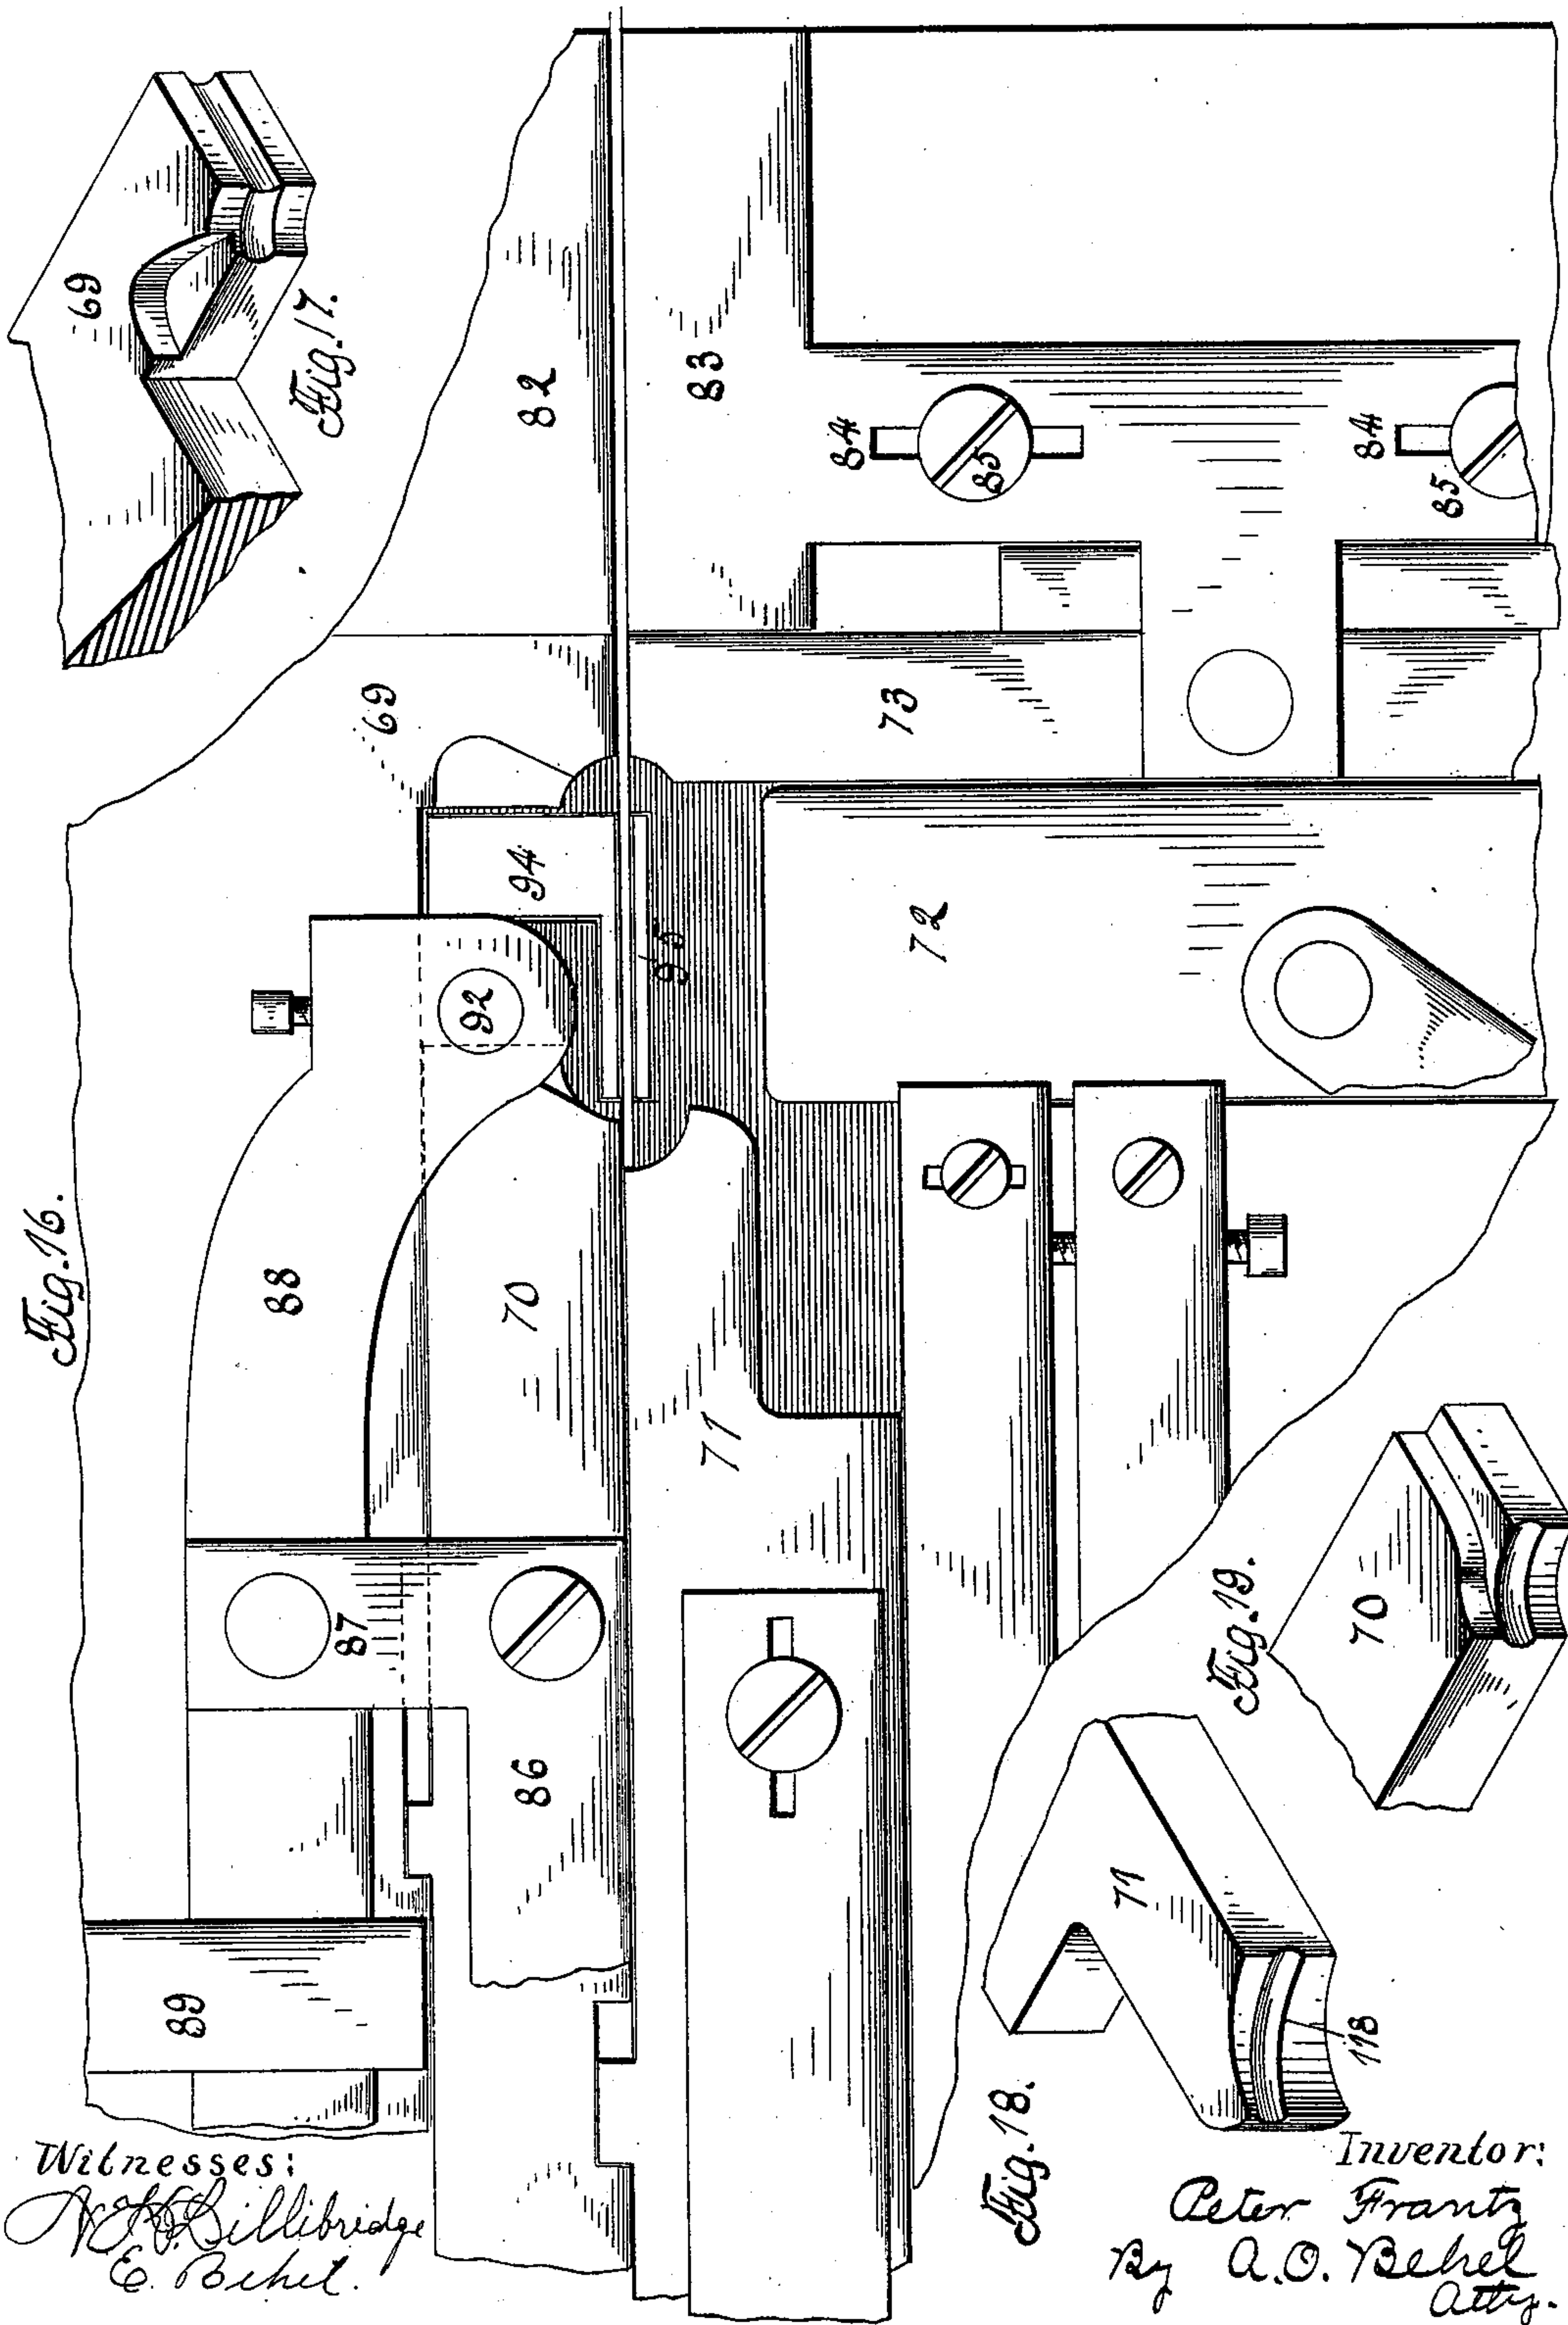 Fig. 17.
69
82
83
84
85
84
85
69
73
94
95
92
72
Fig. 16.
88
70
71
87
86
89
Fig. 19.
70
71
118
Fig. 18.
Witnesses:
E. Behel.
Inventor:
Peter Frantz
By A.O. Behel
Atty.